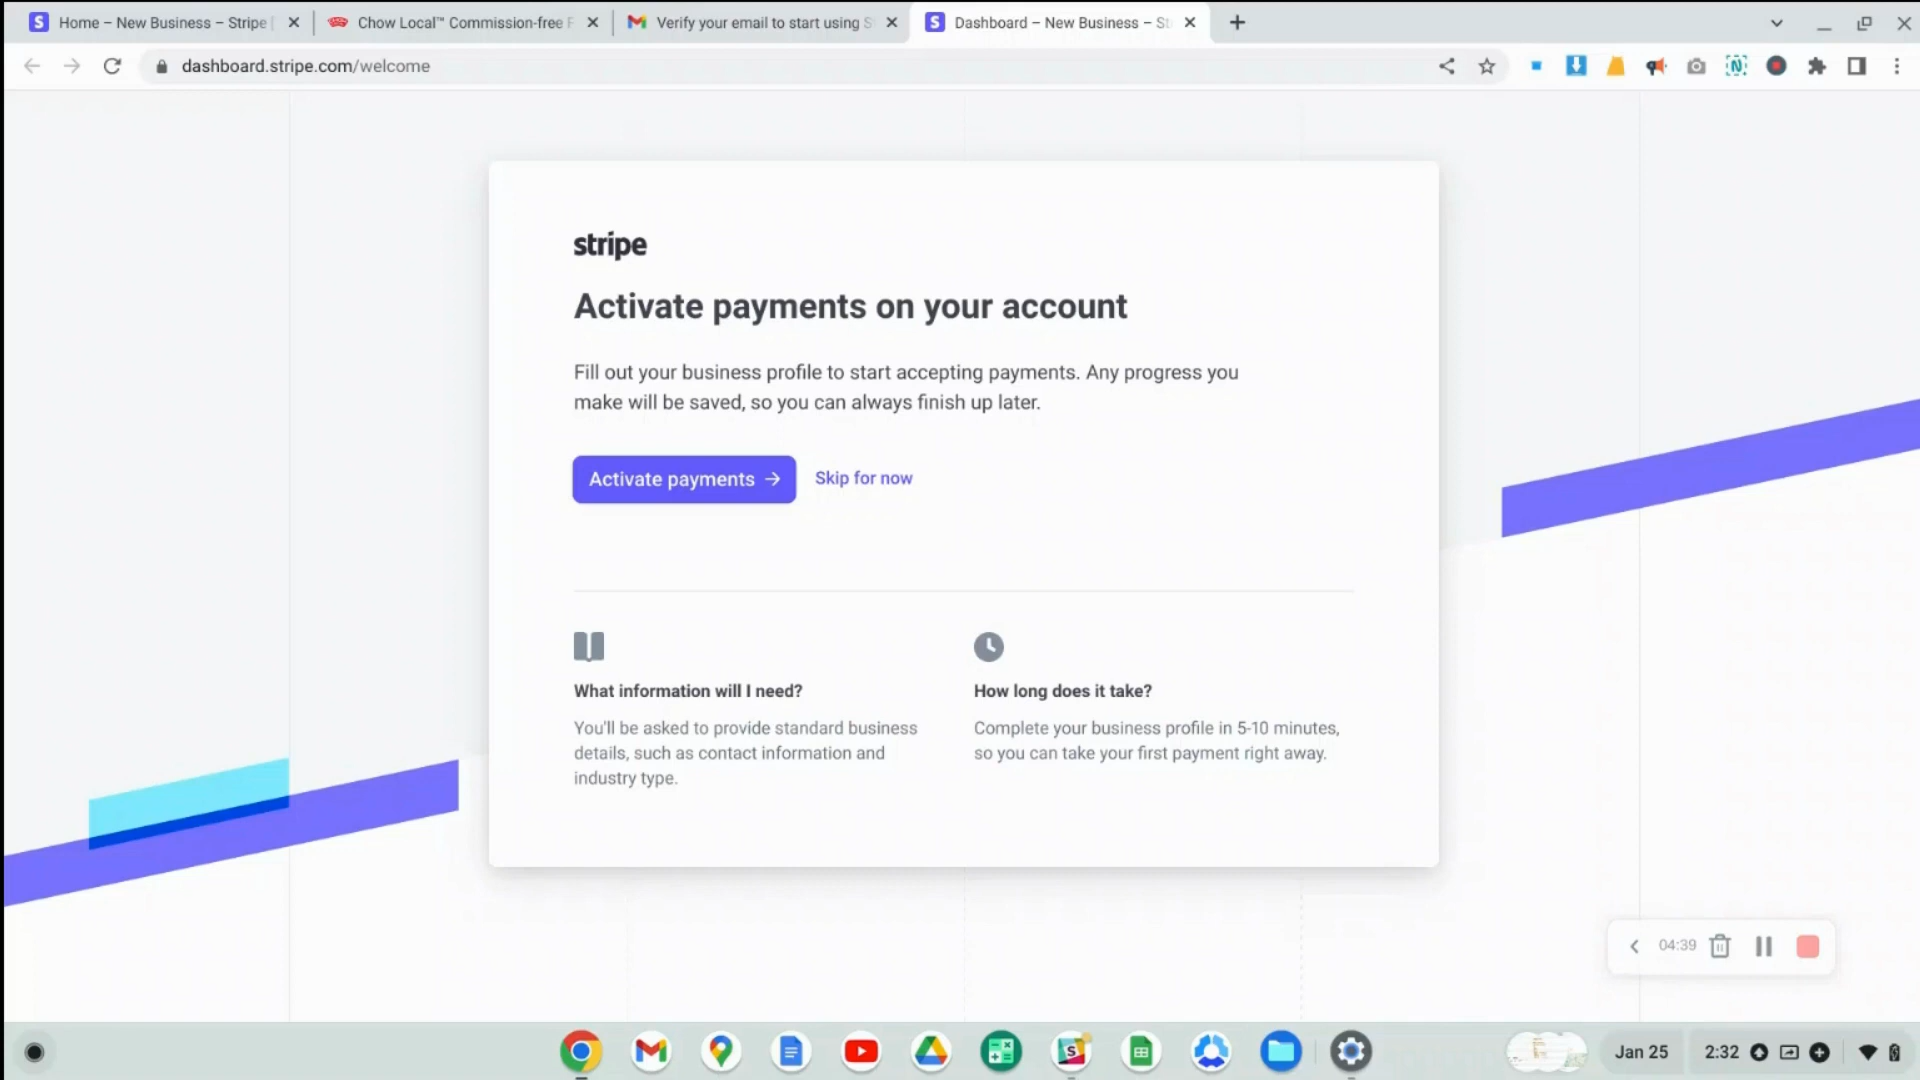 Home – New Business – Stripe
Chow Local™ Commission-free
Verify your email to start using
Dashboard – New Business –
dashboard.stripe.com/welcome
stripe
Activate payments on your account
Fill out your business profile to start accepting payments. Any progress you
make will be saved, so you can always finish up later.
Activate payments →
Skip for now
What information will I need?
You'll be asked to provide standard business
details, such as contact information and
industry type.
How long does it take?
Complete your business profile in 5-10 minutes,
so you can take your first payment right away.
04:39
Jan 25
2:32